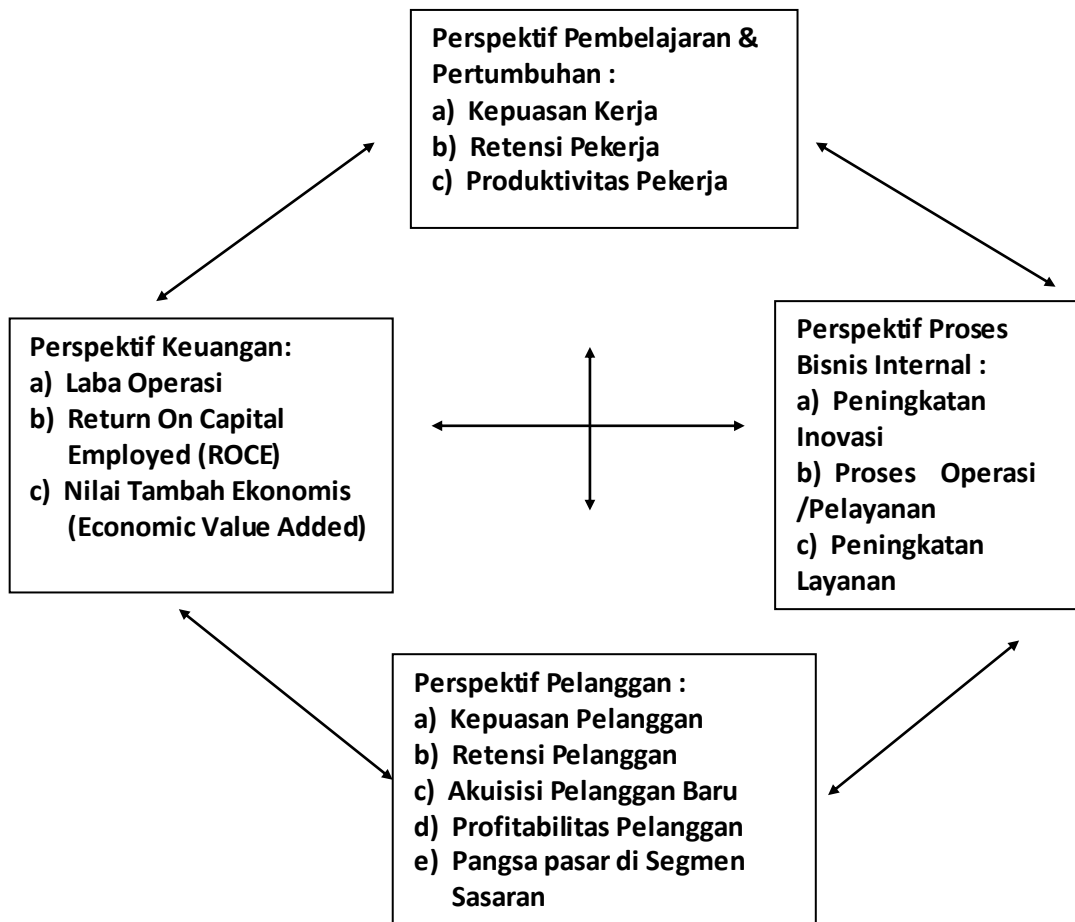 Perspektif Pembelajaran &
Pertumbuhan :
a) Kepuasan Kerja
b) Retensi Pekerja
c) Produktivitas Pekerja
Perspektif Keuangan:
a) Laba Operasi
b) Return On Capital
Employed (ROCE)
c) Nilai Tambah Ekonomis
(Economic Value Added)
Perspektif Proses
Bisnis Internal :
a) Peningkatan
Inovasi
b) Proses Operasi
/Pelayanan
c) Peningkatan
Layanan
Perspektif Pelanggan :
a) Kepuasan Pelanggan
b) Retensi Pelanggan
c) Akuisisi Pelanggan Baru
d) Profitabilitas Pelanggan
e) Pangsa pasar di Segmen
Sasaran